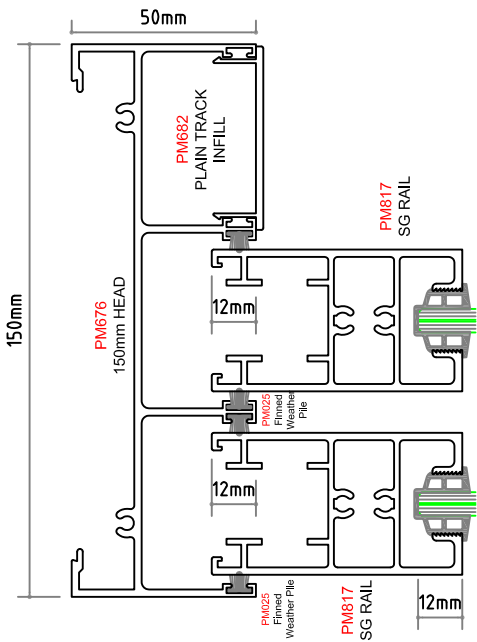 50mm
PM682
PLAIN TRACK
INFILL
PM817
SG RAIL
150mm
PM676
150mm HEAD
12mm
PM025
Finned
Weather
Pile
12mm
PM025
Finned
Weather Pile
PM817
SG RAIL
12mm